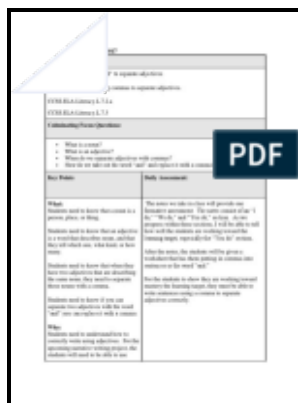 to separate adjectives
commas to separate adjectives
CCSS.ELA-Literacy.L.7.2.a
CCSS.ELA-Literacy.L.7.3
Culminating Focus Questions:
What is a noun?
What is an adjective?
When do we separate adjectives with commas?
How do we take out the word "and" and replace it with a comma
PDF
Key Points
Daily Assessment
What:
Students need to know that a noun is a
person, place, or thing.
Students need to know that an adjective
is a word that describes nouns, and that
they tell which one, what kind, or how
many.
Students need to know that when they
have two adjectives that are describing
the same noun, they need to separate
those nouns with a comma.
Students need to know if you can
separate two adjectives with the word
"and" you can replace it with a comma.
Why:
Students need to understand how to
correctly write using adjectives. For the
upcoming narrative writing project, the
students will need to be able to use
The notes we take in class will provide any
formative assessment. The notes consist of an "I
do," "We do," and "You do," section. As we
progress within these sections, I will be able to tell
how well the students are working toward the
learning target, especially the "You do" section.
After the notes, the students will be given a
worksheet that has them putting in commas into
sentences or the word "and."
For the students to show they are working toward
mastery the learning target, they must be able to
write sentences using a comma to separate
adjectives correctly.